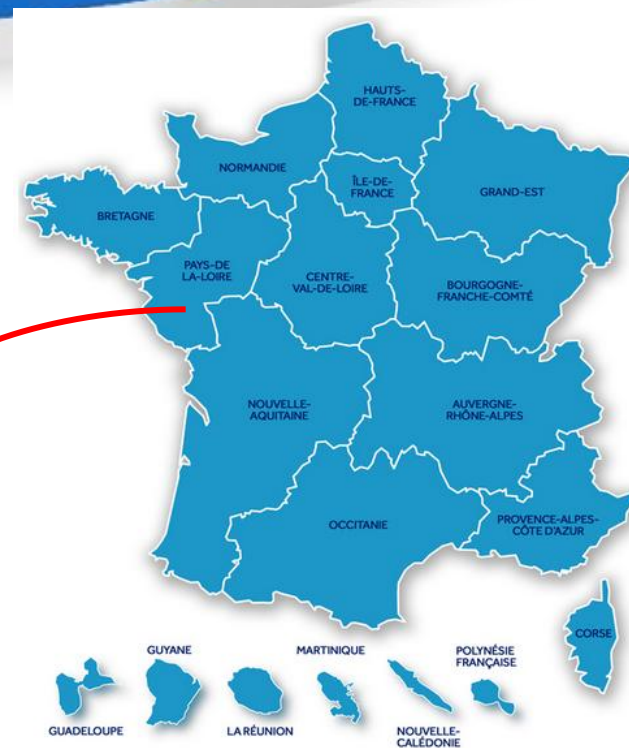 HAUTS-
DE-FRANCE
NORMANDIE
ÎLE-DE-
FRANCE
GRAND-EST
BRETAGNE
PAYS-DE
LA-LOIRE
CENTRE-
VAL-DE-LOIRE
BOURGOGNE-
FRANCHE-COMTÉ
NOUVELLE-
AQUITAINE
AUVERGNE-
RHÔNE-ALPES
OCCITANIE
PROVENCE-ALPES-
CÔTE D'AZUR
CORSE
GUADELOUPE
GUYANE
LA RÉUNION
MARTINIQUE
NOUVELLE-
CALÉDONIE
POLYNÉSIE
FRANÇAISE